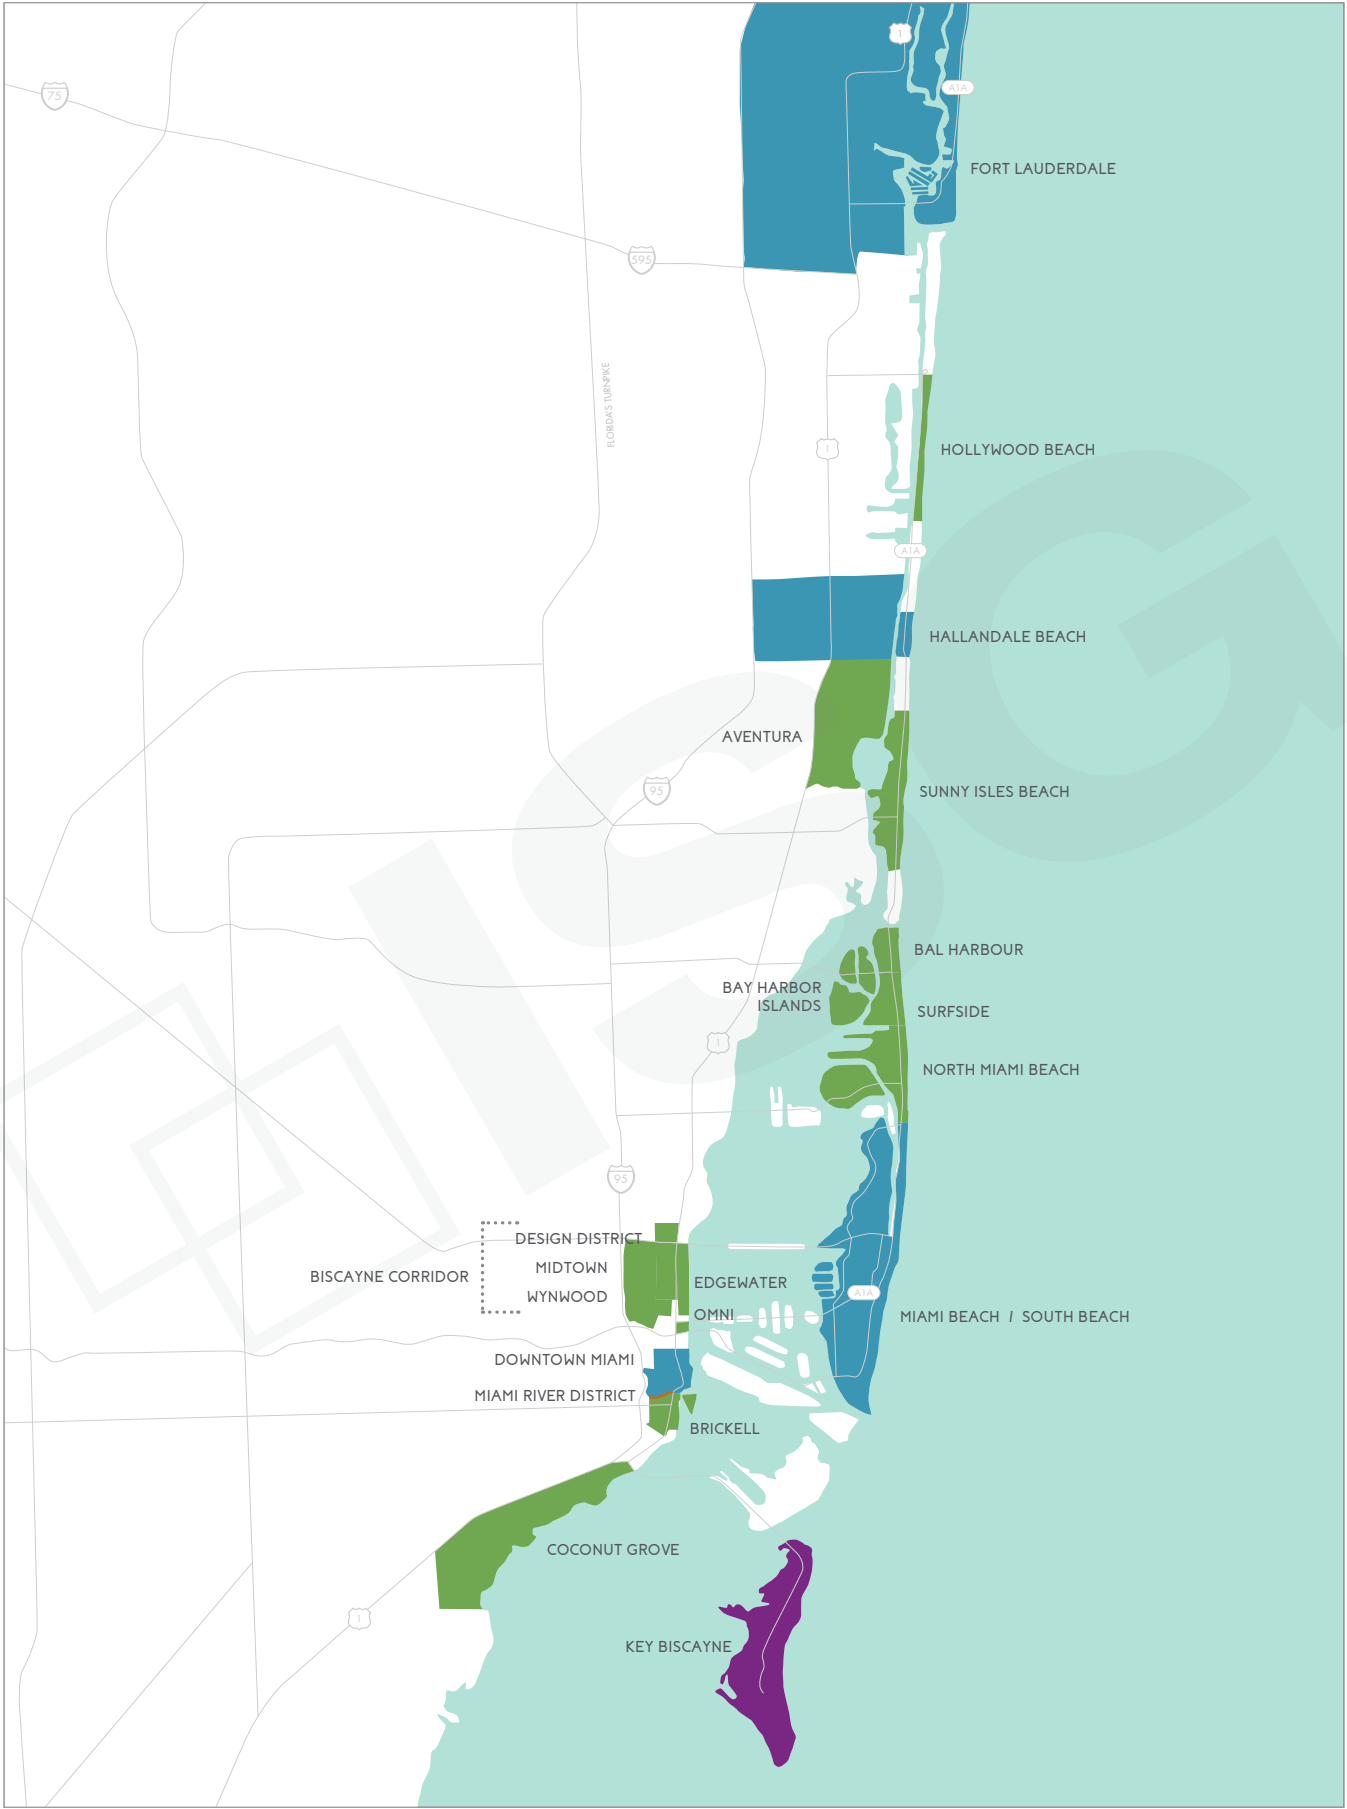 1
75
A1A
FORT LAUDERDALE
595
FLORIDA'S TURNPIKE
1
HOLLYWOOD BEACH
A1A
HALLANDALE BEACH
AVENTURA
95
SUNNY ISLES BEACH
BAL HARBOUR
BAY HARBOR
ISLANDS
SURFSIDE
1
NORTH MIAMI BEACH
95
DESIGN DISTRICT
BISCAYNE CORRIDOR
MIDTOWN
WYNWOOD
EDGEWATER
OMNI
A1A
MIAMI BEACH / SOUTH BEACH
DOWNTOWN MIAMI
MIAMI RIVER DISTRICT
BRICKELL
COCONUT GROVE
1
KEY BISCAYNE
ISG